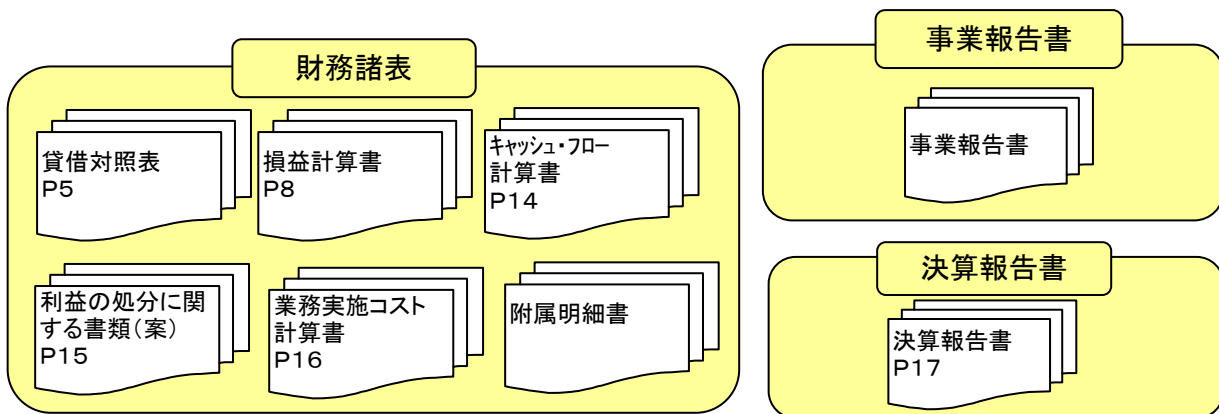 財務諸表
貸借対照表
P5
損益計算書
P8
キャッシュ・フロー
計算書
P14
利益の処分に関
する書類(案)
P15
業務実施コスト
計算書
P16
附属明細書
事業報告書
事業報告書
決算報告書
決算報告書
P17